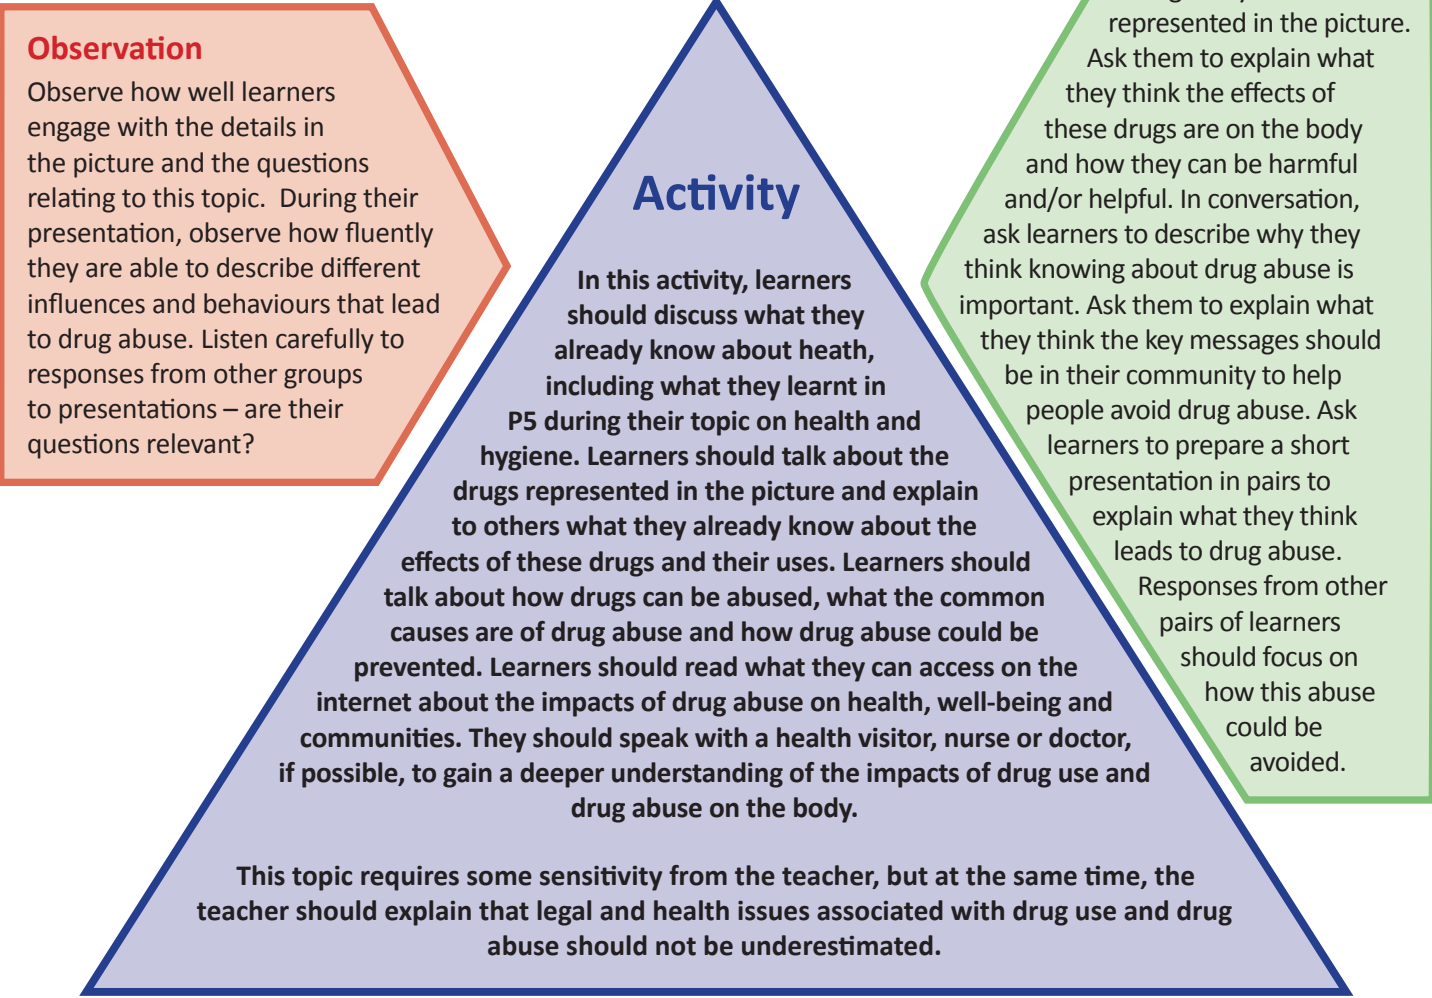 Observation
Observe how well learners
engage with the details in
the picture and the questions
relating to this topic.  During their
presentation, observe how fluently
they are able to describe different
influences and behaviours that lead
to drug abuse. Listen carefully to
responses from other groups
to presentations – are their
questions relevant?
Activity
In this activity, learners
should discuss what they
already know about heath,
including what they learnt in
P5 during their topic on health and
hygiene. Learners should talk about the
drugs represented in the picture and explain
to others what they already know about the
effects of these drugs and their uses. Learners should
talk about how drugs can be abused, what the common
causes are of drug abuse and how drug abuse could be
prevented. Learners should read what they can access on the
internet about the impacts of drug abuse on health, well-being and
communities. They should speak with a health visitor, nurse or doctor,
if possible, to gain a deeper understanding of the impacts of drug use and
drug abuse on the body.
This topic requires some sensitivity from the teacher, but at the same time, the
teacher should explain that legal and health issues associated with drug use and drug
abuse should not be underestimated.
represented in the picture.
Ask them to explain what
they think the effects of
these drugs are on the body
and how they can be harmful
and/or helpful. In conversation,
ask learners to describe why they
think knowing about drug abuse is
important. Ask them to explain what
they think the key messages should
be in their community to help
people avoid drug abuse. Ask
learners to prepare a short
presentation in pairs to
explain what they think
leads to drug abuse.
Responses from other
pairs of learners
should focus on
how this abuse
could be
avoided.